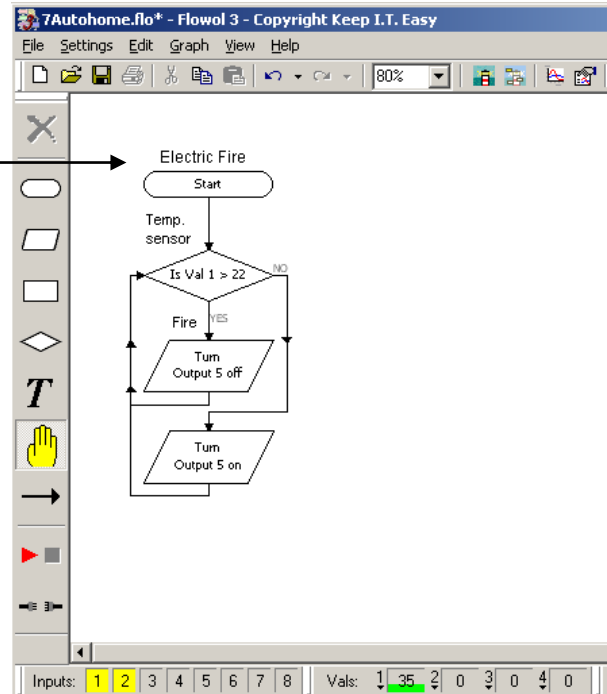 7Autohome.flo* - Flowol 3 - Copyright Keep I.T. Easy
File Settings Edit Graph View Help
80%
Electric Fire
Start
Temp.
sensor
Is Val 1 > 22
NO
YES
Fire
Turn
Output 5 off
T
Turn
Output 5 on
Inputs: 1 2 3 4 5 6 7 8 Vals: 1 35 2 0 3 0 4 0